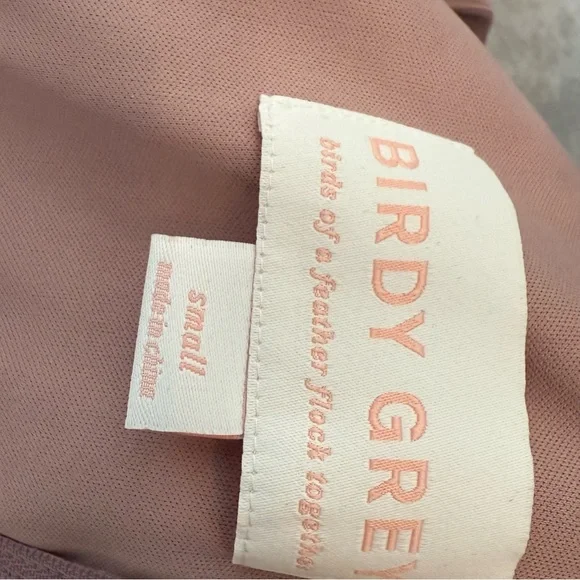 BIRDY GREY
birds of a feather flock together
small
made in china